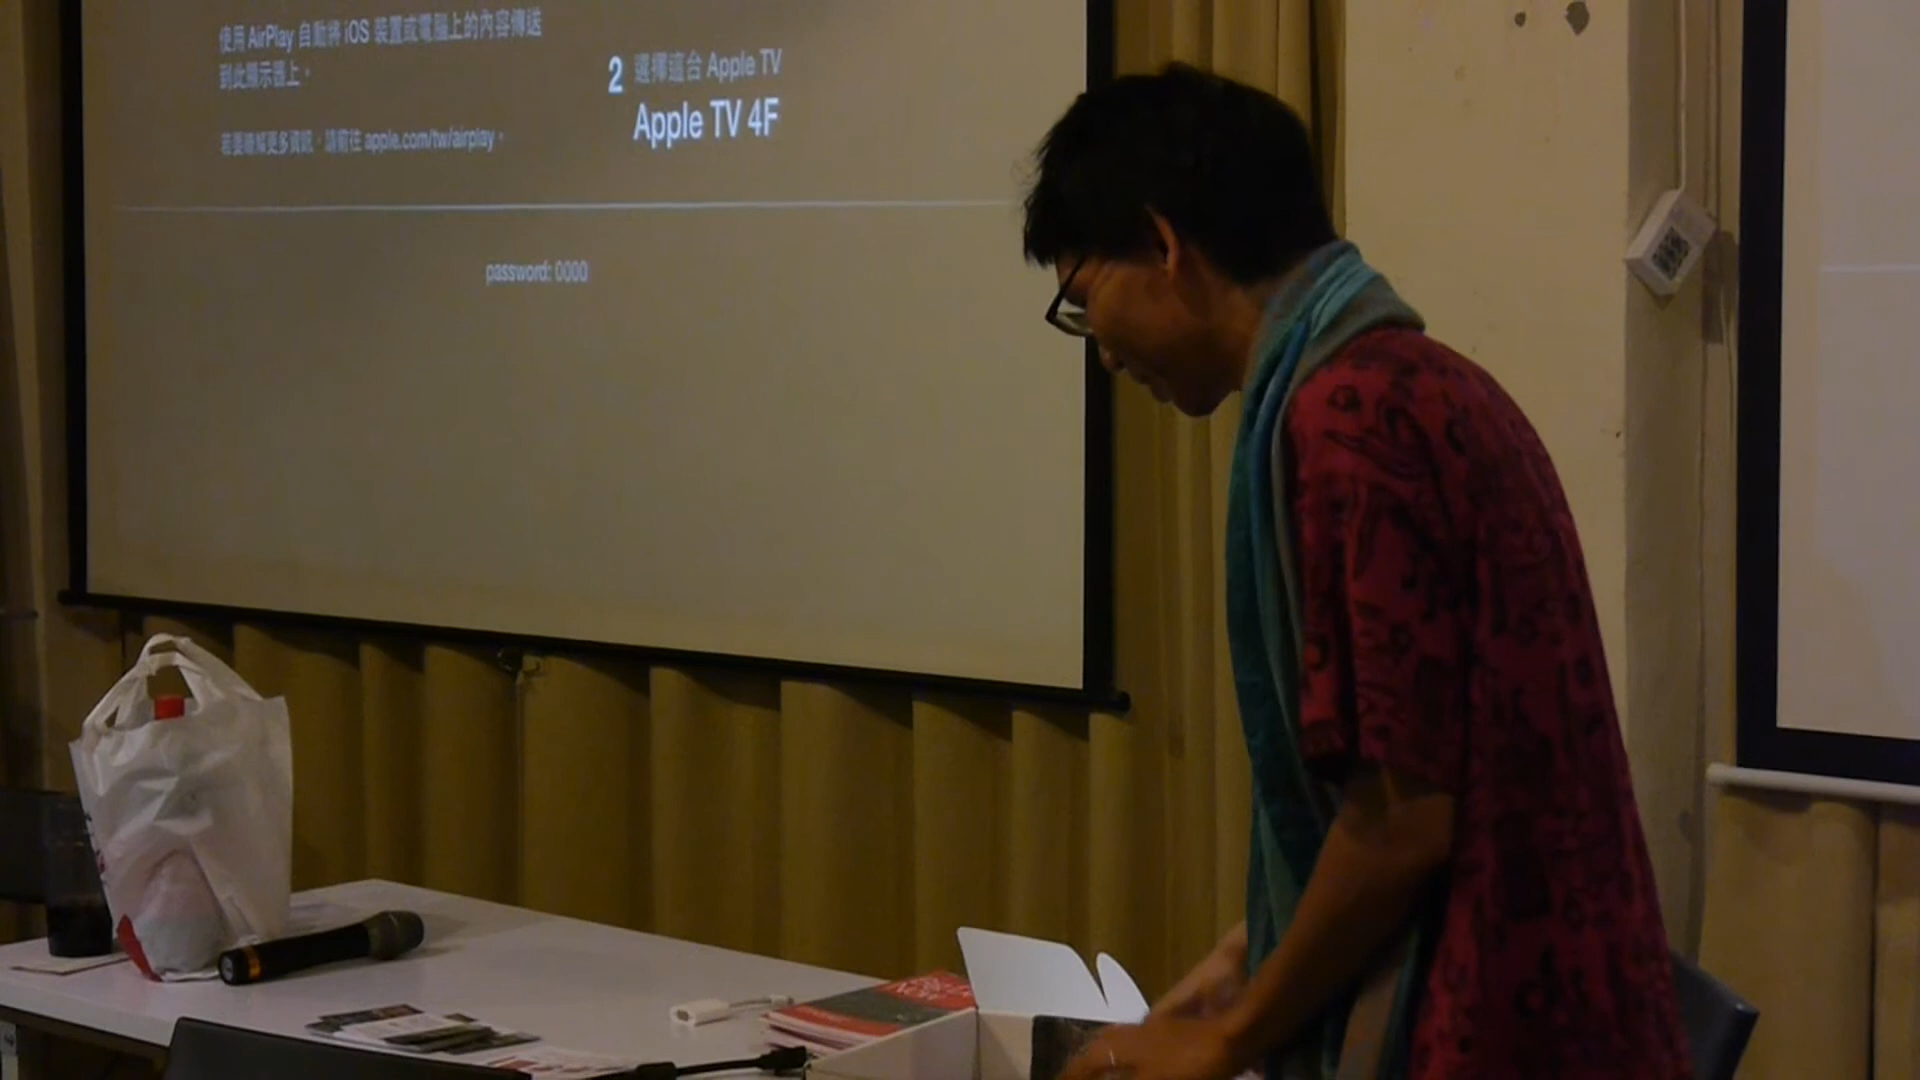 使用 AirPlay 自動將 iOS 裝置或電腦上的內容傳送
到此顯示器上。
若要瞭解更多資訊，請前往 apple.com/tw/airplay。
2 選擇這台 Apple TV
Apple TV 4F
password: 0000